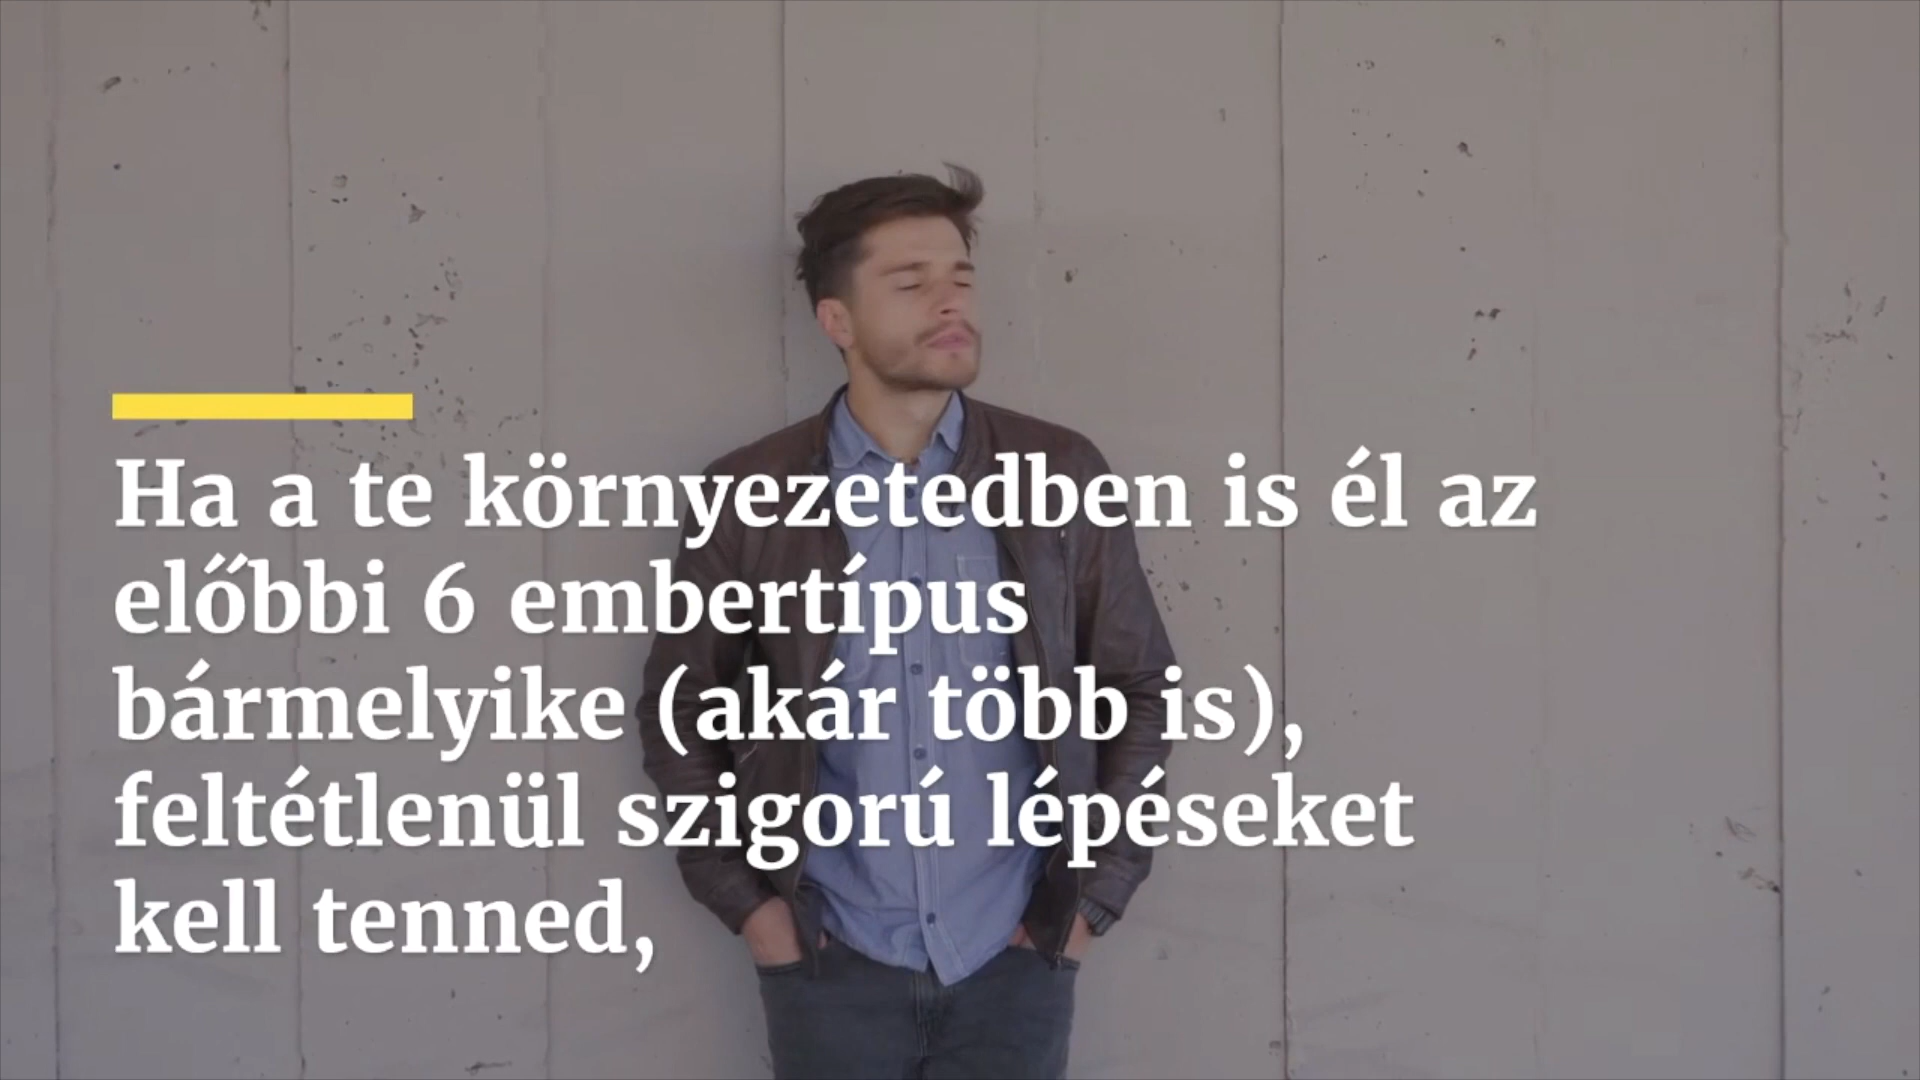 Ha a te környezetedben is él az
előbbi 6 embertípus
bármelyike (akár több is),
feltétlenül szigorú lépéseket
kell tenned,